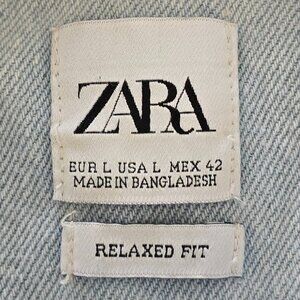 ZARA
EUR L USA L MEX 42
MADE IN BANGLADESH
RELAXED FIT